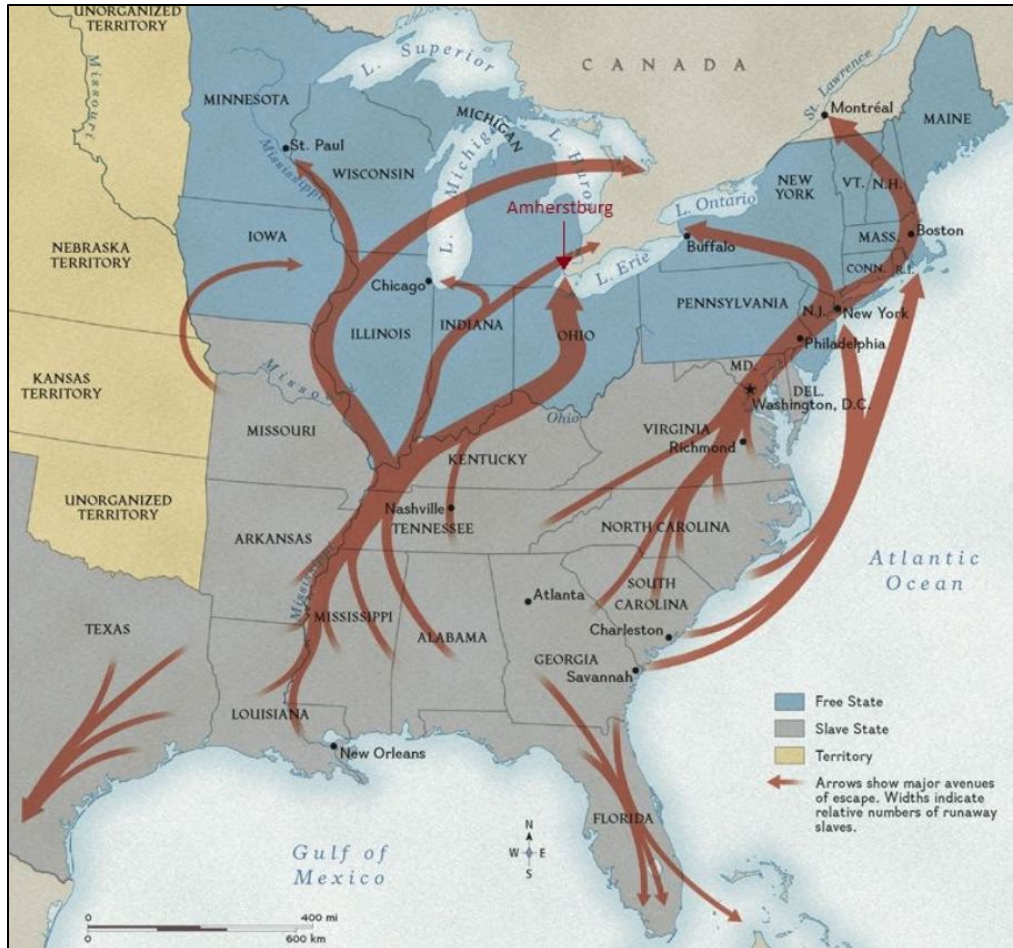 UNORGANIZED
TERRITORY
Missouri
L. Superior
CANADA
St. Lawrence
Montréal
MAINE
MINNESOTA
St. Paul
Mississippi
WISCONSIN
MICHIGAN
L. Michigan
L. Huron
Amherstburg
L. Ontario
NEW
YORK
VT.
N.H.
MASS.
Boston
CONN.
R.I.
Buffalo
L. Erie
NEBRASKA
TERRITORY
IOWA
Chicago
ILLINOIS
INDIANA
OHIO
PENNSYLVANIA
N.J.
New York
Philadelphia
MD.
DEL.
Washington, D.C.
KANSAS
TERRITORY
Missouri
MISSOURI
Ohio
VIRGINIA
Richmond
KENTUCKY
UNORGANIZED
TERRITORY
Nashville
TENNESSEE
NORTH CAROLINA
ARKANSAS
Mississippi
Atlantic
Ocean
SOUTH
CAROLINA
Atlanta
MISSISSIPPI
ALABAMA
Charleston
TEXAS
GEORGIA
Savannah
LOUISIANA
New Orleans
Free State
Slave State
Territory
Arrows show major avenues
of escape. Widths indicate
relative numbers of runaway
slaves.
FLORIDA
N
W E
S
Gulf of
Mexico
0 400 mi
0 600 km